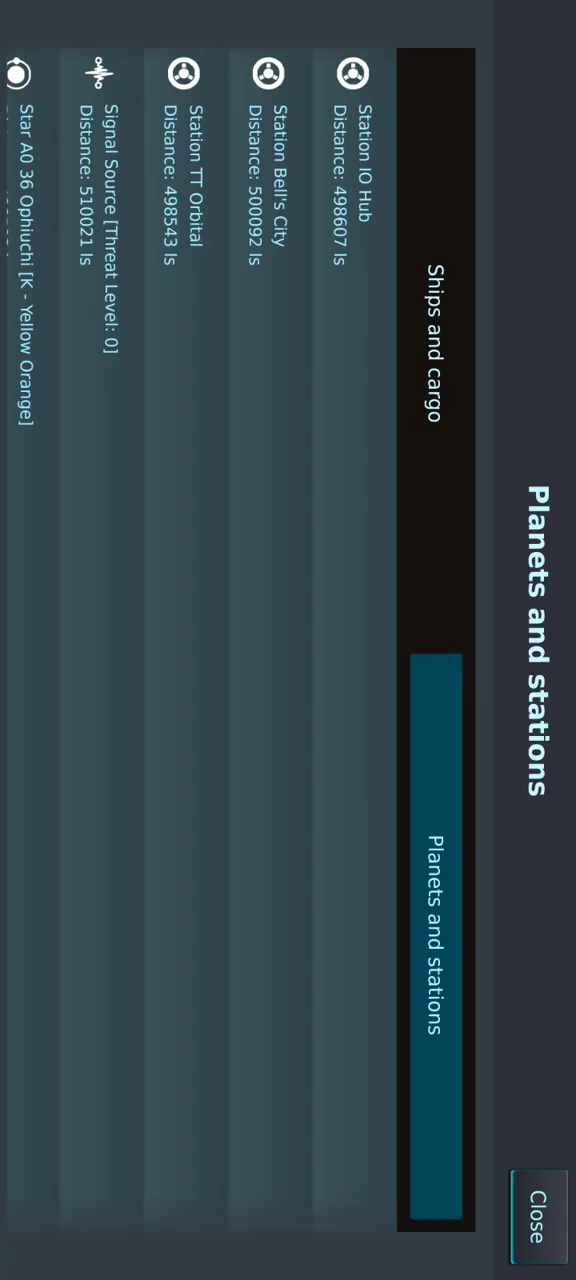 Planets and stations
Close
Ships and cargo
Planets and stations
Station IO Hub
Distance: 498607 ls
Station Bell's City
Distance: 500092 ls
Station TT Orbital
Distance: 498543 ls
Signal Source [Threat Level: 0]
Distance: 510021 ls
Star A0 36 Ophiuchi [K - Yellow Orange]